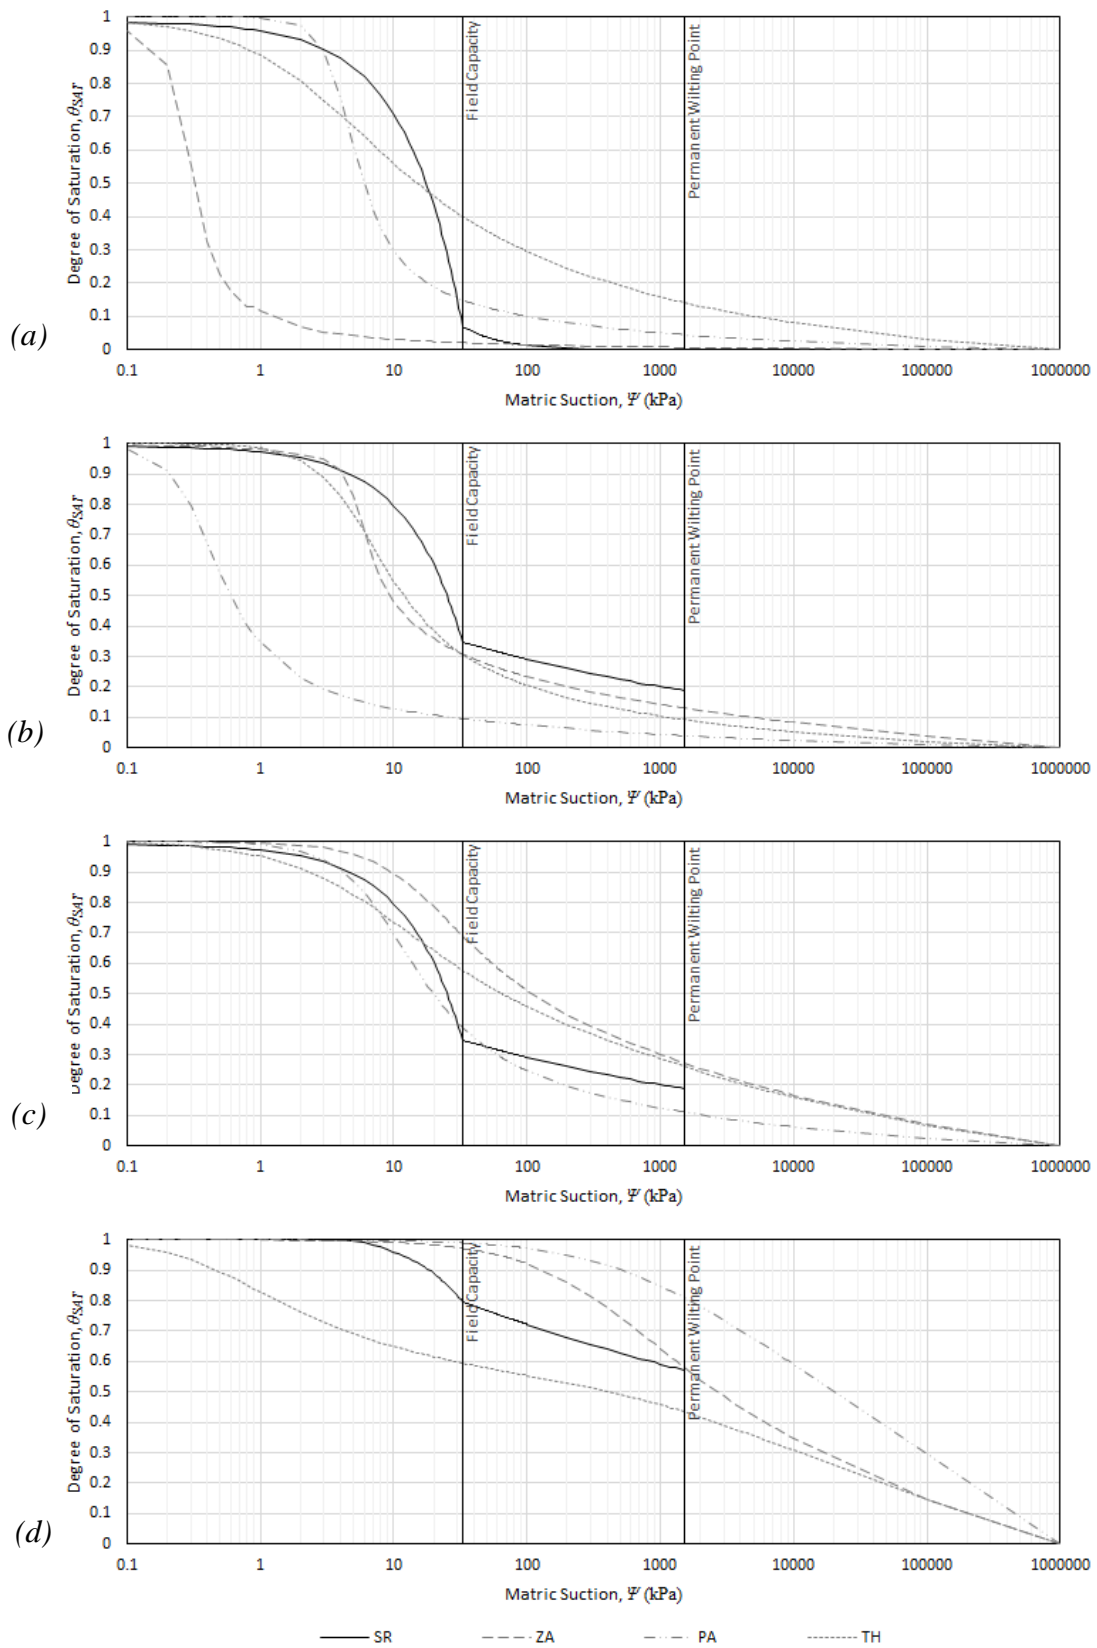 1
0.9
0.8
0.7
0.6
0.5
0.4
0.3
0.2
0.1
0
Degree of Saturation, θSAT
Field Capacity
Permanent Wilting Point
(a)
0.1 1 10 100 1000 10000 100000 1000000
Matric Suction, Ψ (kPa)
1
0.9
0.8
0.7
0.6
0.5
0.4
0.3
0.2
0.1
0
Degree of Saturation, θSAT
Field Capacity
Permanent Wilting Point
(b)
0.1 1 10 100 1000 10000 100000 1000000
Matric Suction, Ψ (kPa)
1
0.9
0.8
0.7
0.6
0.5
0.4
0.3
0.2
0.1
0
Degree of Saturation, θSAT
Field Capacity
Permanent Wilting Point
(c)
0.1 1 10 100 1000 10000 100000 1000000
Matric Suction, Ψ (kPa)
1
0.9
0.8
0.7
0.6
0.5
0.4
0.3
0.2
0.1
0
Degree of Saturation, θSAT
Field Capacity
Permanent Wilting Point
(d)
0.1 1 10 100 1000 10000 100000 1000000
Matric Suction, Ψ (kPa)
SR ZA PA TH